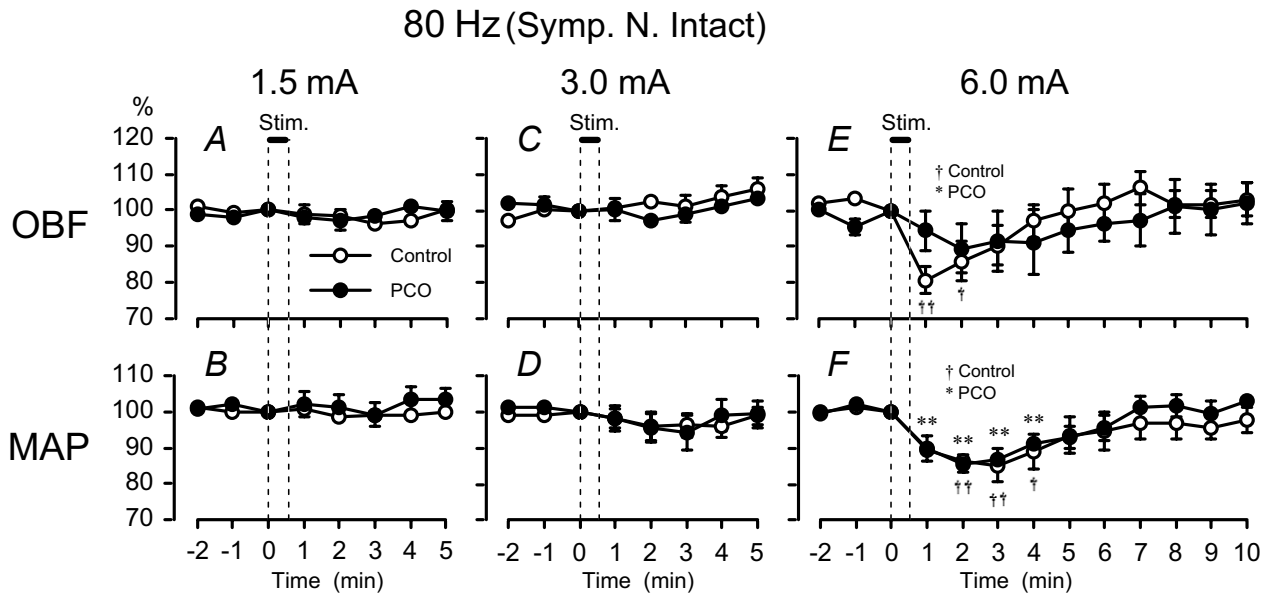 80 Hz (Symp. N. Intact)
1.5 mA 3.0 mA 6.0 mA
%
120 110 100 90 80 70
OBF
A Stim.
Control
PCO
C Stim.
E Stim.
† Control
* PCO
†† †
110 100 90 80 70
MAP
B
D
F
† Control
* PCO
** ** ** **
†† †† †
-2 -1 0 1 2 3 4 5
Time (min)
-2 -1 0 1 2 3 4 5
Time (min)
-2 -1 0 1 2 3 4 5 6 7 8 9 10
Time (min)